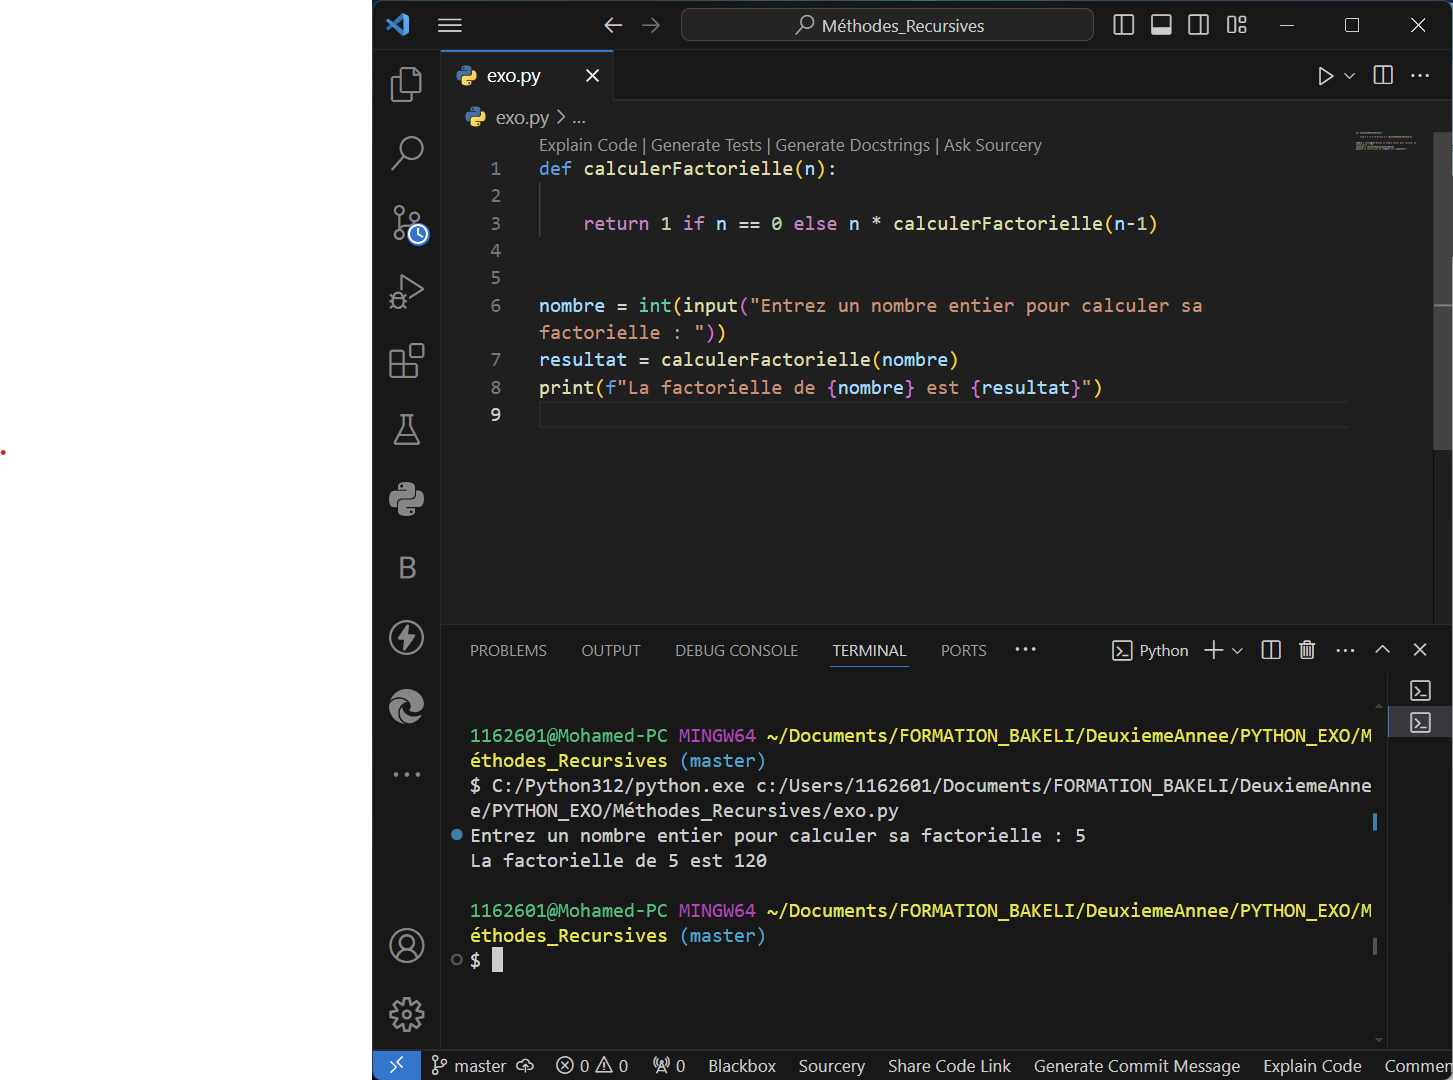 Méthodes_Recursives
exo.py
exo.py > ...
Explain Code | Generate Tests | Generate Docstrings | Ask Sourcery
1 def calculerFactorielle(n):
2
3 return 1 if n == 0 else n * calculerFactorielle(n-1)
4
5
6 nombre = int(input("Entrez un nombre entier pour calculer sa
factorielle : "))
7 resultat = calculerFactorielle(nombre)
8 print(f"La factorielle de {nombre} est {resultat}")
9
B
PROBLEMS OUTPUT DEBUG CONSOLE TERMINAL PORTS ... Python
1162601@Mohamed-PC MINGW64 ~/Documents/FORMATION_BAKELI/DeuxiemeAnnee/PYTHON_EXO/M
éthodes_Recursives (master)
$ C:/Python312/python.exe c:/Users/1162601/Documents/FORMATION_BAKELI/DeuxiemeAnne
e/PYTHON_EXO/Méthodes_Recursives/exo.py
Entrez un nombre entier pour calculer sa factorielle : 5
La factorielle de 5 est 120
1162601@Mohamed-PC MINGW64 ~/Documents/FORMATION_BAKELI/DeuxiemeAnnee/PYTHON_EXO/M
éthodes_Recursives (master)
$
master 0 0 0 Blackbox Sourcery Share Code Link Generate Commit Message Explain Code Commen